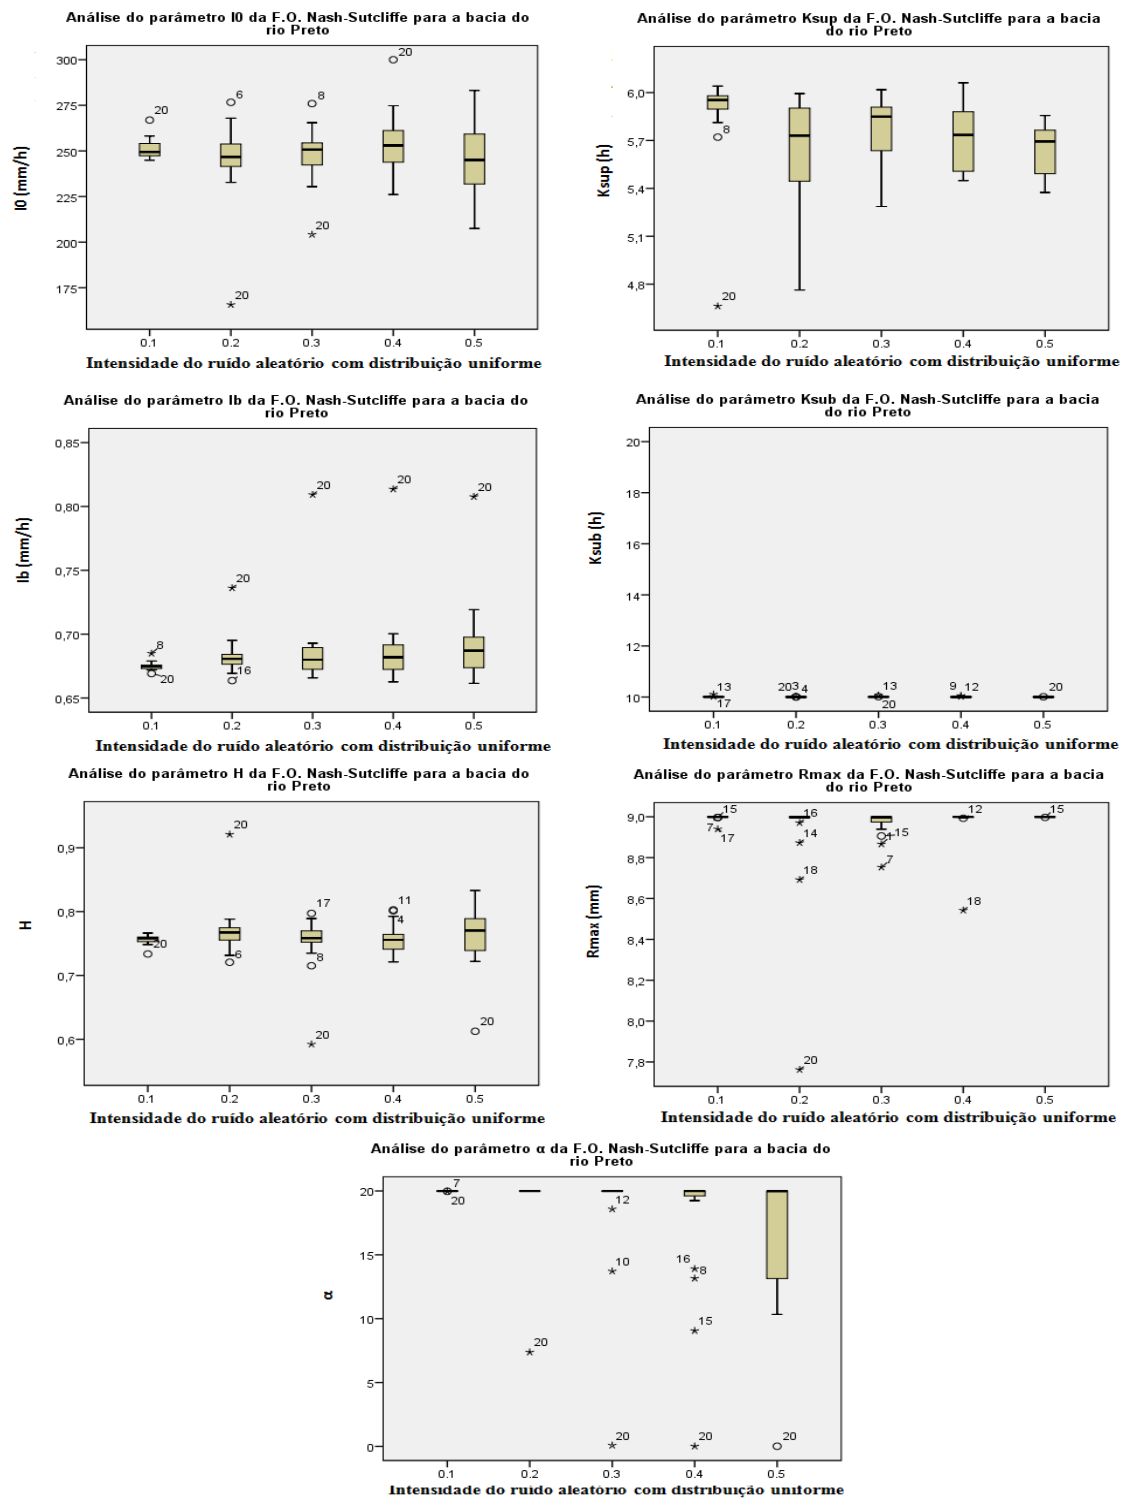 Análise do parâmetro I0 da F.O. Nash-Sutcliffe para a bacia do
rio Preto
I0 (mm/h)
300
275
250
225
200
175
20
6
20
8
20
20
0.1 0.2 0.3 0.4 0.5
Intensidade do ruído aleatório com distribuição uniforme
Análise do parâmetro Ksup da F.O. Nash-Sutcliffe para a bacia
do rio Preto
Ksup (h)
6,0
5,7
5,4
5,1
4,8
8
20
0.1 0.2 0.3 0.4 0.5
Intensidade do ruído aleatório com distribuição uniforme
Análise do parâmetro Ib da F.O. Nash-Sutcliffe para a bacia do
rio Preto
Ib (mm/h)
0,85
0,80
0,75
0,70
0,65
8
20
20
16
20
20
20
0.1 0.2 0.3 0.4 0.5
Intensidade do ruído aleatório com distribuição uniforme
Análise do parâmetro Ksub da F.O. Nash-Sutcliffe para a bacia
do rio Preto
Ksub (h)
20
18
16
14
12
10
13
17
20 3 4
13
20
9 12
20
0.1 0.2 0.3 0.4 0.5
Intensidade do ruído aleatório com distribuição uniforme
Análise do parâmetro H da F.O. Nash-Sutcliffe para a bacia do
rio Preto
H
0,9
0,8
0,7
0,6
20
20
6
17
8
20
11
4
20
0.1 0.2 0.3 0.4 0.5
Intensidade do ruído aleatório com distribuição uniforme
Análise do parâmetro Rmax da F.O. Nash-Sutcliffe para a bacia
do rio Preto
Rmax (mm)
9,0
8,8
8,6
8,4
8,2
8,0
7,8
15
7
17
16
14
18
20
15
1
7
12
18
15
0.1 0.2 0.3 0.4 0.5
Intensidade do ruído aleatório com distribuição uniforme
Análise do parâmetro α da F.O. Nash-Sutcliffe para a bacia do
rio Preto
α
20
15
10
5
0
7
20
20
12
10
20
16
8
15
20
20
0.1 0.2 0.3 0.4 0.5
Intensidade do ruído aleatório com distribuição uniforme